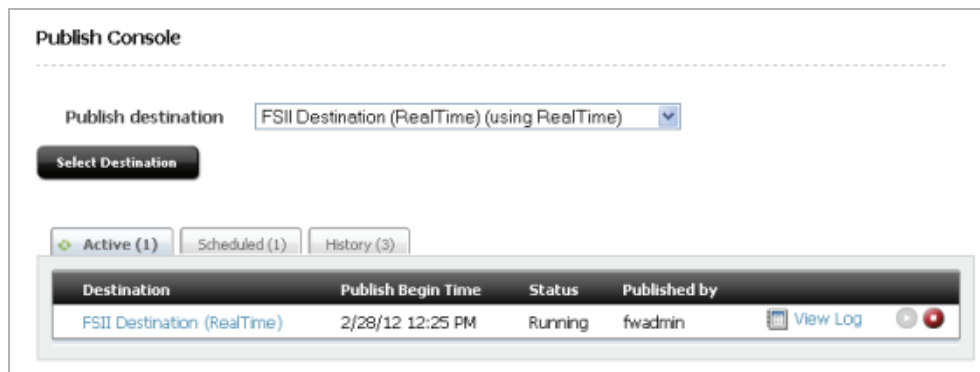 Publish Console
Publish destination FSII Destination (RealTime) (using RealTime)
Select Destination
Active (1) Scheduled (1) History (3)
Destination Publish Begin Time Status Published by
FSII Destination (RealTime) 2/28/12 12:25 PM Running fwadmin View Log